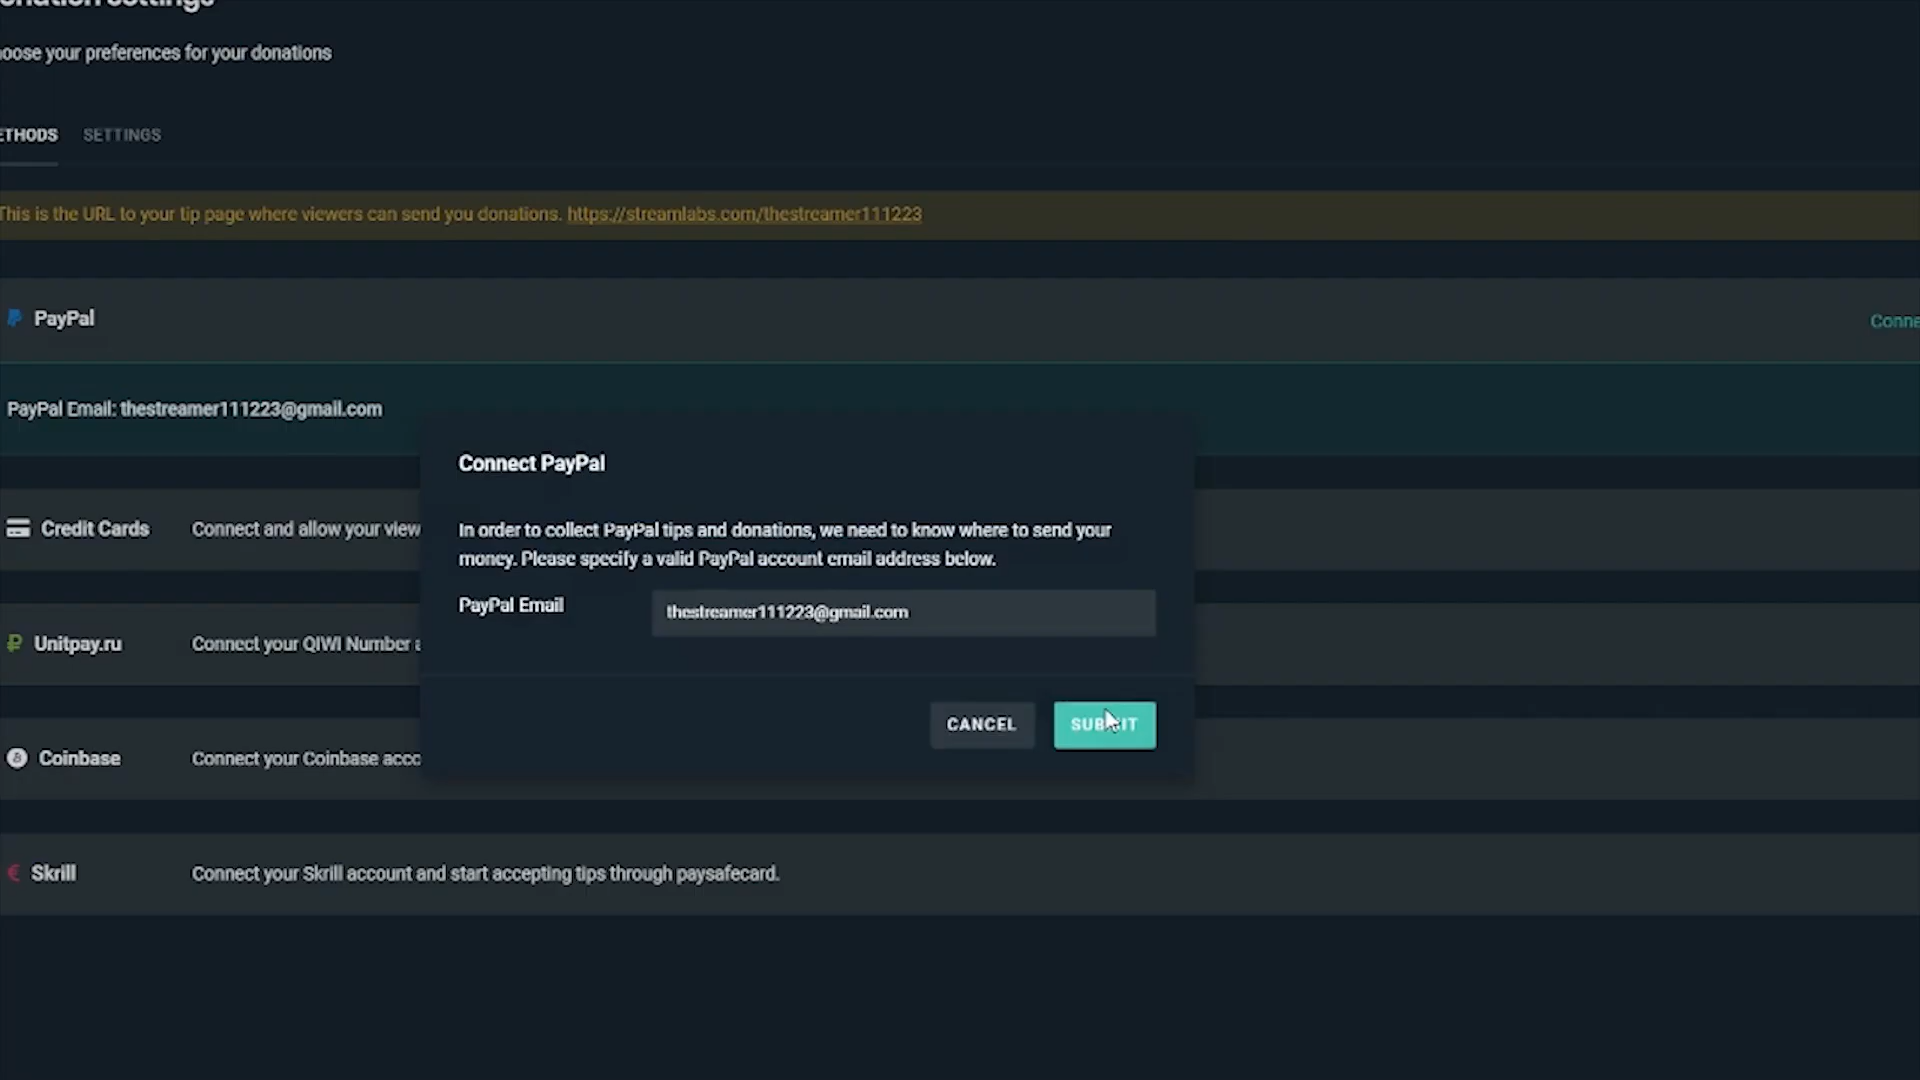 onation settings
oose your preferences for your donations
ETHODS SETTINGS
This is the URL to your tip page where viewers can send you donations. https://streamlabs.com/thestreamer111223
PayPal
Conne
PayPal Email: thestreamer111223@gmail.com
Connect PayPal
In order to collect PayPal tips and donations, we need to know where to send your
money. Please specify a valid PayPal account email address below.
PayPal Email thestreamer111223@gmail.com
CANCEL SUBMIT
Credit Cards Connect and allow your view
Unitpay.ru Connect your QIWI Number a
Coinbase Connect your Coinbase acco
Skrill Connect your Skrill account and start accepting tips through paysafecard.